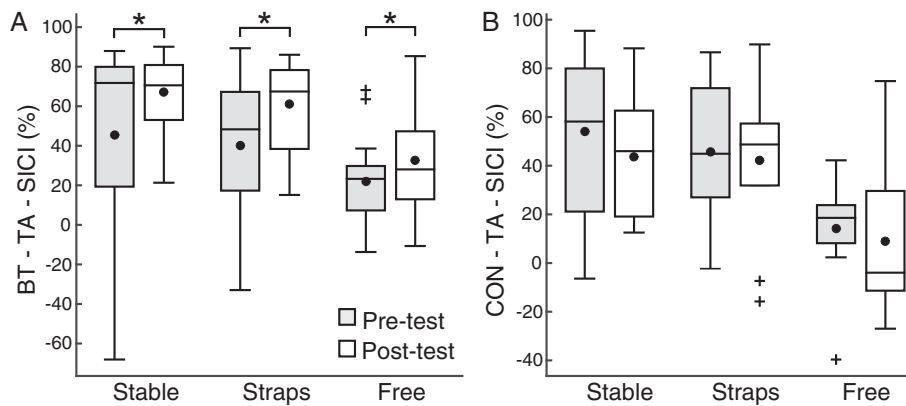 A
B
* * *
BT - TA - SICI (%)
100
80
60
40
20
0
-20
-40
-60
Pre-test
Post-test
Stable Straps Free
CON - TA - SICI (%)
100
80
60
40
20
0
-20
-40
Stable Straps Free